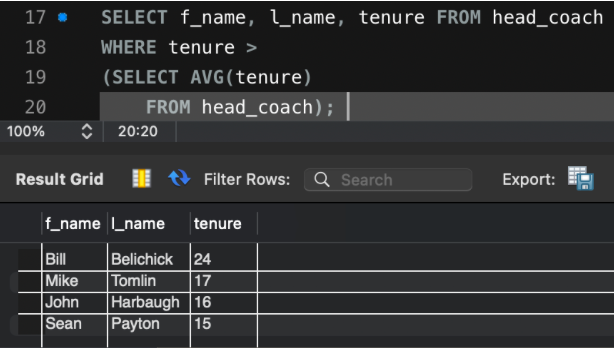 17 SELECT f_name, l_name, tenure FROM head_coach
18 WHERE tenure >
19 (SELECT AVG(tenure)
20 FROM head_coach);
100% 20:20
Result Grid Filter Rows: Search Export:
f_name l_name tenure
Bill Belichick 24
Mike Tomlin 17
John Harbaugh 16
Sean Payton 15